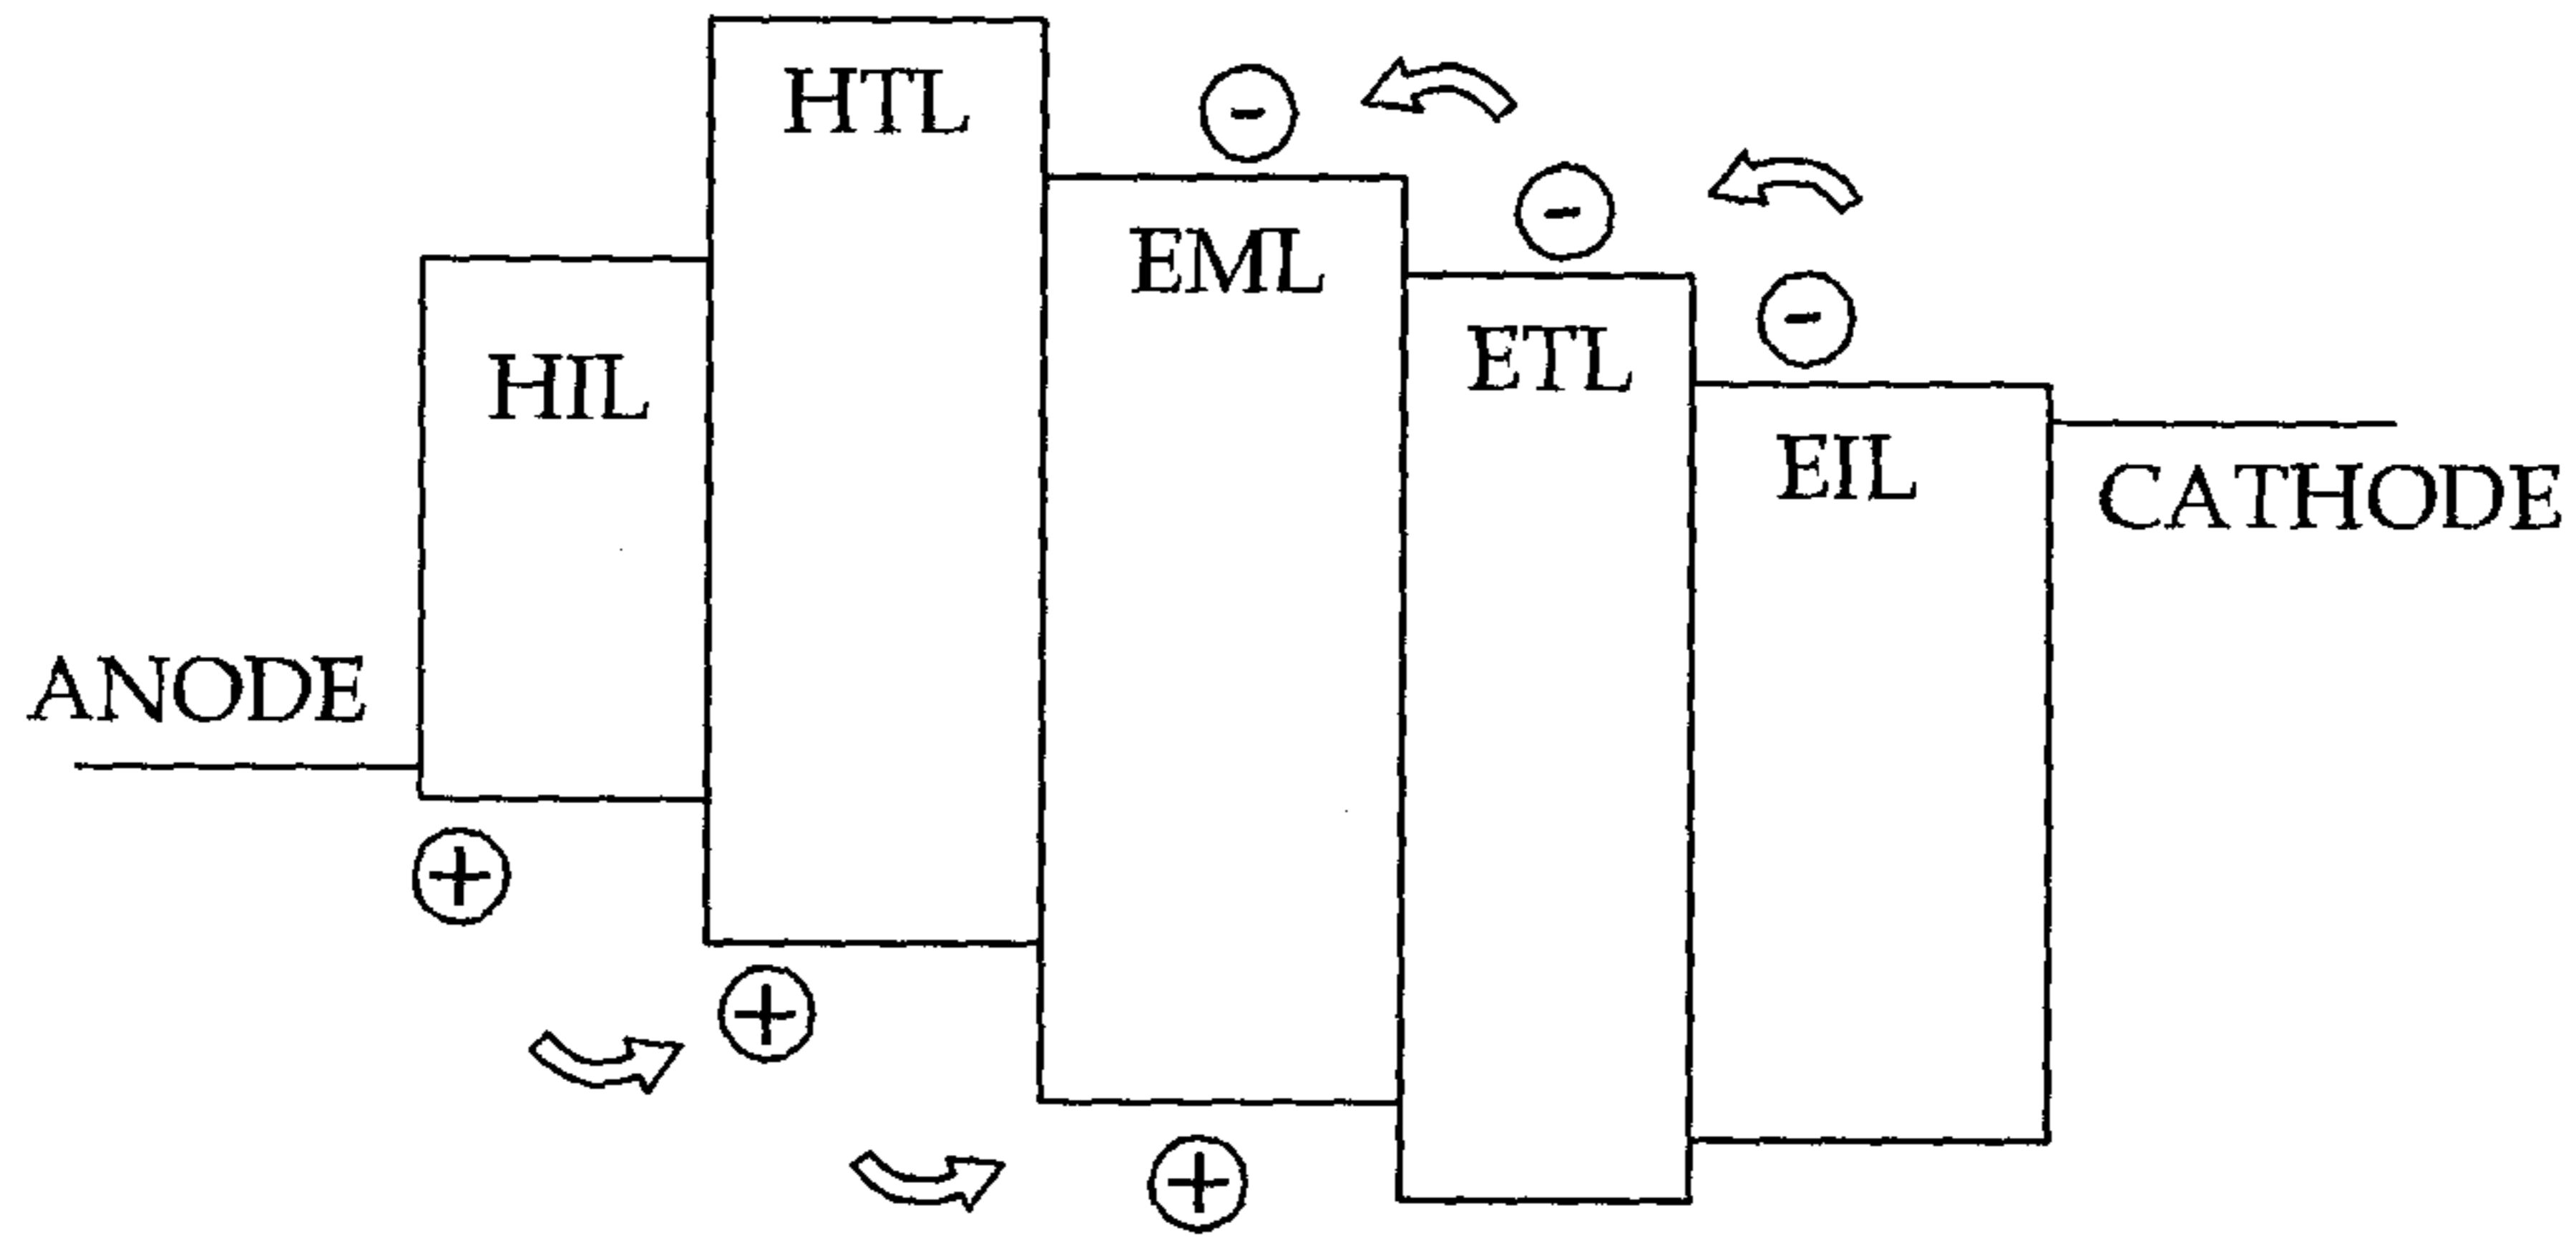 HTL
EML
HIL
ETL
EIL
CATHODE
ANODE
-
-
-
+
+
+